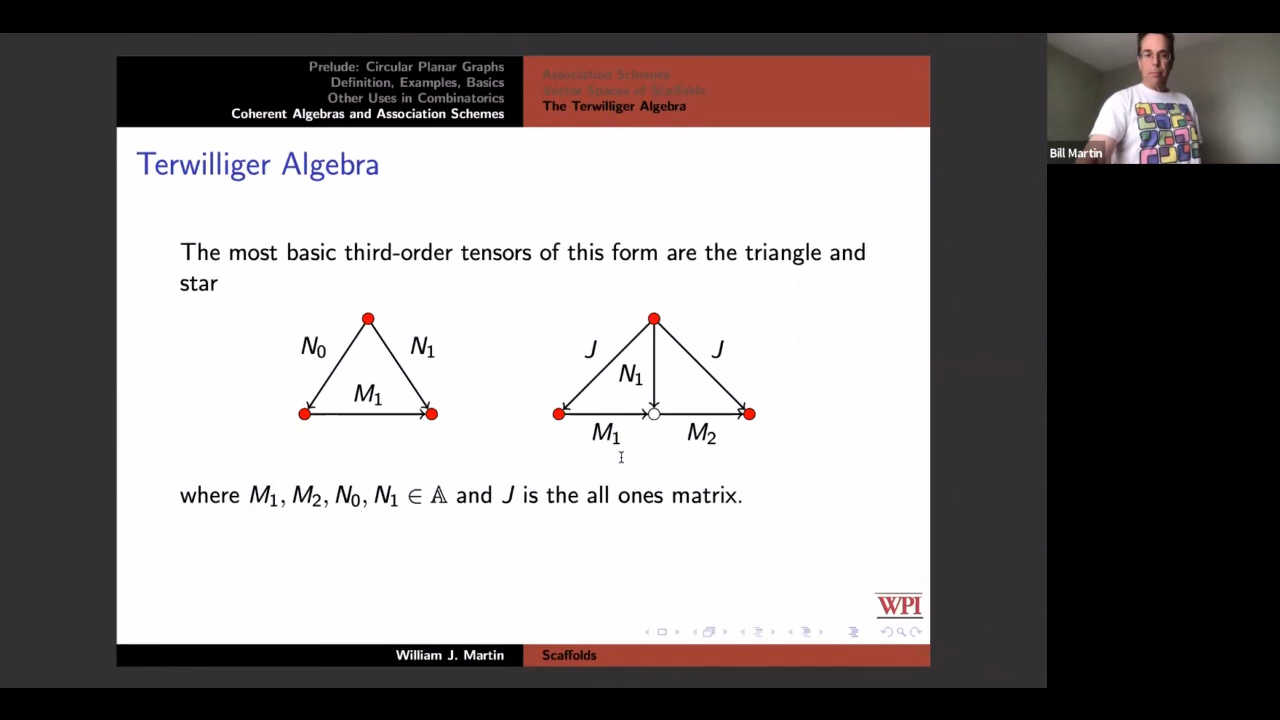 Prelude: Circular Planar Graphs
Definition, Examples, Basics
Other Uses in Combinatorics
Coherent Algebras and Association Schemes
Association Schemes
Vector Spaces of Scaffolds
The Terwilliger Algebra
Bill Martin
Terwilliger Algebra
The most basic third-order tensors of this form are the triangle and
star
N₀ N₁
M₁
J N₁ J
M₁ M₂
where M₁, M₂, N₀, N₁ ∈ 𝔸 and J is the all ones matrix.
WPI
William J. Martin
Scaffolds